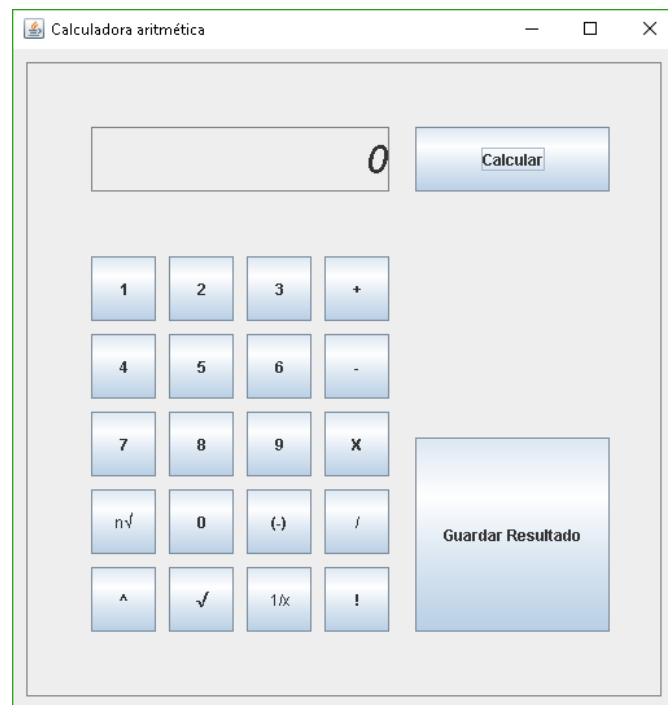 Calculadora aritmética
0 Calcular
1 2 3 +
4 5 6 -
7 8 9 X
n√ 0 (-) /
Guardar Resultado
^ √ 1/x !